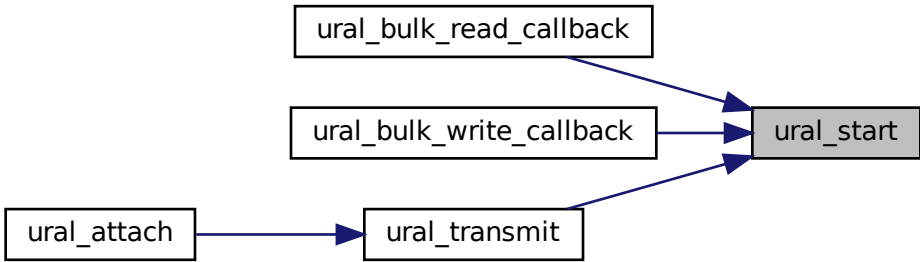 ural_bulk_read_callback
ural_bulk_write_callback
ural_start
ural_attach
ural_transmit